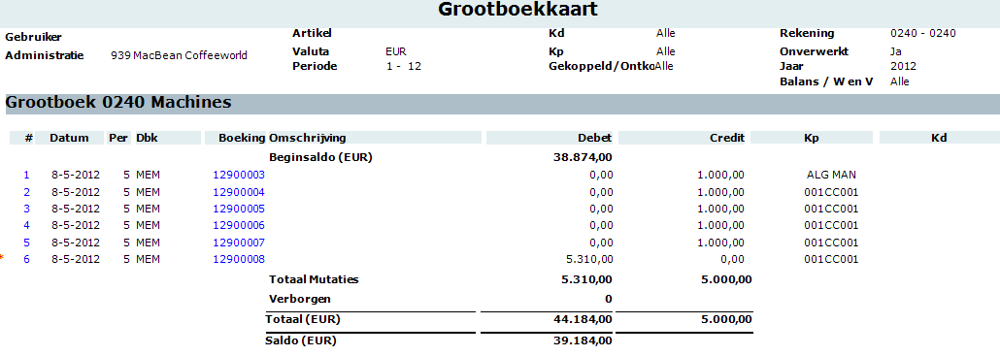 Grootboekkaart
Gebruiker Artikel Kd Alle Rekening 0240 - 0240
Administratie 939 MacBean Coffeeworld Valuta EUR Kp Alle Onverwerkt Ja
Periode 1 - 12 Gekoppeld/Ontko Alle Jaar 2012
Balans / W en V Alle
Grootboek 0240 Machines
# Datum Per Dbk Boeking Omschrijving Debet Credit Kp Kd
Beginsaldo (EUR) 38.874,00
1 8-5-2012 5 MEM 12900003 0,00 1.000,00 ALG MAN
2 8-5-2012 5 MEM 12900004 0,00 1.000,00 001CC001
3 8-5-2012 5 MEM 12900005 0,00 1.000,00 001CC001
4 8-5-2012 5 MEM 12900006 0,00 1.000,00 001CC001
5 8-5-2012 5 MEM 12900007 0,00 1.000,00 001CC001
* 6 8-5-2012 5 MEM 12900008 5.310,00 0,00 001CC001
Totaal Mutaties 5.310,00 5.000,00
Verborgen 0
Totaal (EUR) 44.184,00 5.000,00
Saldo (EUR) 39.184,00